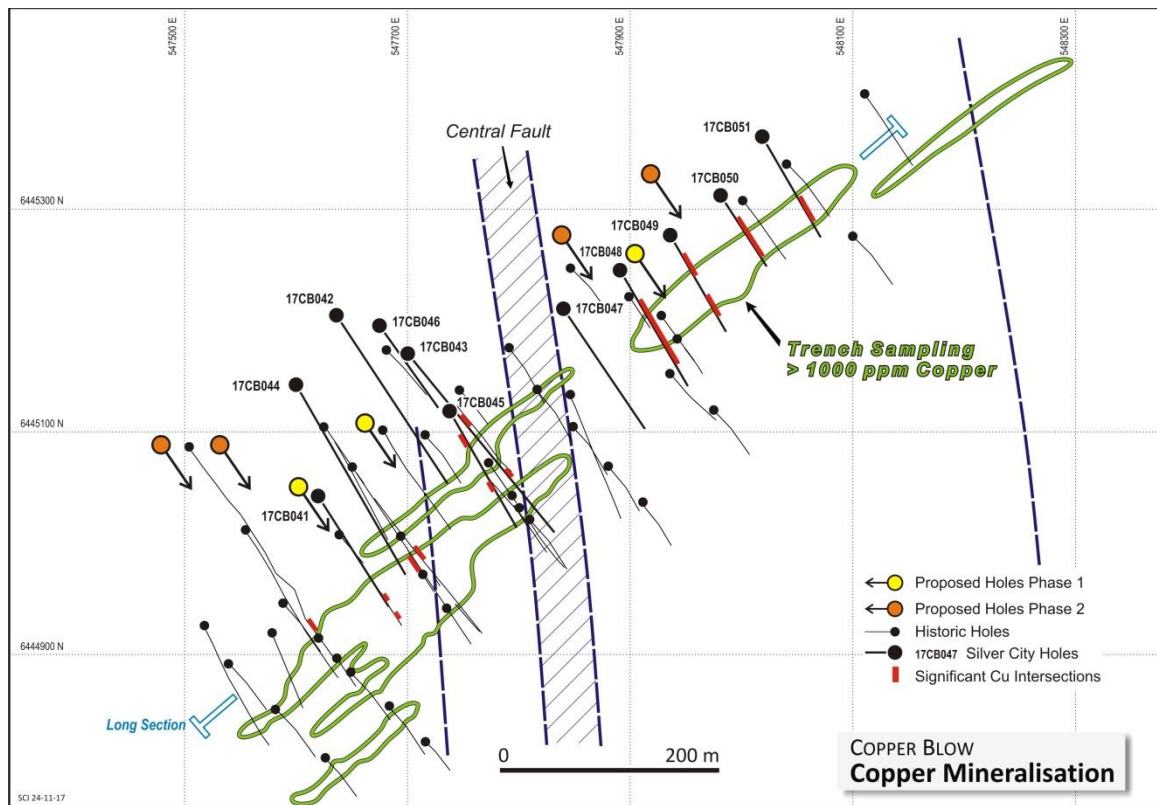 547500 E
547700 E
547900 E
548100 E
548300 E
Central Fault
17CB051
17CB050
6445300 N
17CB049
17CB048
17CB047
17CB042
17CB046
17CB043
Trench Sampling
> 1000 ppm Copper
17CB044
17CB045
6445100 N
17CB041
Proposed Holes Phase 1
Proposed Holes Phase 2
Historic Holes
17CB047 Silver City Holes
Significant Cu Intersections
6444900 N
Long Section
0 200 m
COPPER BLOW
Copper Mineralisation
SCI 24-11-17